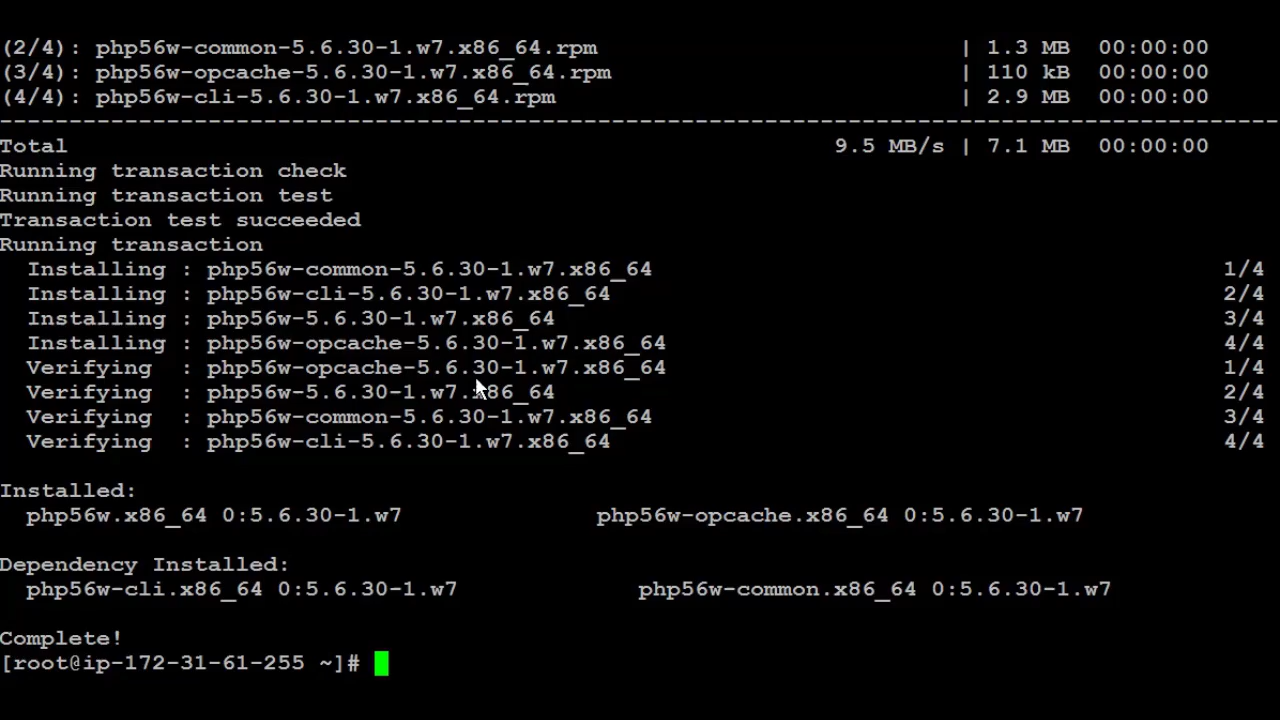 (2/4): php56w-common-5.6.30-1.w7.x86_64.rpm | 1.3 MB 00:00:00
(3/4): php56w-opcache-5.6.30-1.w7.x86_64.rpm | 110 kB 00:00:00
(4/4): php56w-cli-5.6.30-1.w7.x86_64.rpm | 2.9 MB 00:00:00
--------------------------------------------------------------------------------------------
Total 9.5 MB/s | 7.1 MB 00:00:00
Running transaction check
Running transaction test
Transaction test succeeded
Running transaction
Installing : php56w-common-5.6.30-1.w7.x86_64 1/4
Installing : php56w-cli-5.6.30-1.w7.x86_64 2/4
Installing : php56w-5.6.30-1.w7.x86_64 3/4
Installing : php56w-opcache-5.6.30-1.w7.x86_64 4/4
Verifying : php56w-opcache-5.6.30-1.w7.x86_64 1/4
Verifying : php56w-5.6.30-1.w7.x86_64 2/4
Verifying : php56w-common-5.6.30-1.w7.x86_64 3/4
Verifying : php56w-cli-5.6.30-1.w7.x86_64 4/4
Installed:
php56w.x86_64 0:5.6.30-1.w7 php56w-opcache.x86_64 0:5.6.30-1.w7
Dependency Installed:
php56w-cli.x86_64 0:5.6.30-1.w7 php56w-common.x86_64 0:5.6.30-1.w7
Complete!
[root@ip-172-31-61-255 ~]#